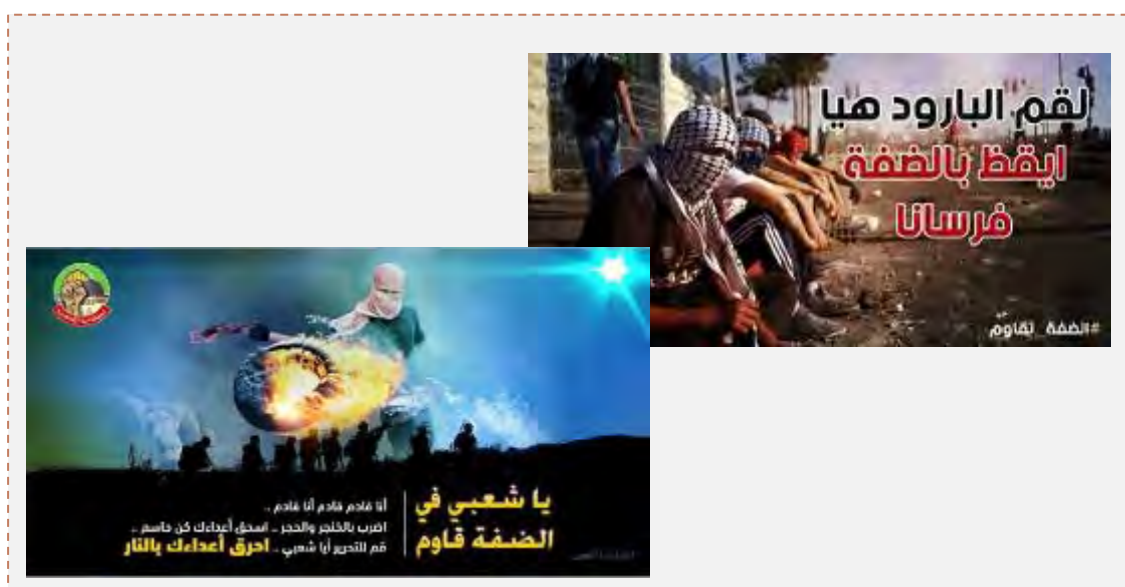 لقم البارود هيا
ايقظ بالضفة
فرسانا
#الضفة_تقاوم
يا شعبي في
الضفة قاوم
أنا قادم قادم أنا قادم ..
اضرب بالخنجر والحجر .. اسحق أعداءك كن حاسم ..
قم للتحرير أيا شعبي .. احرق أعداءك بالنار